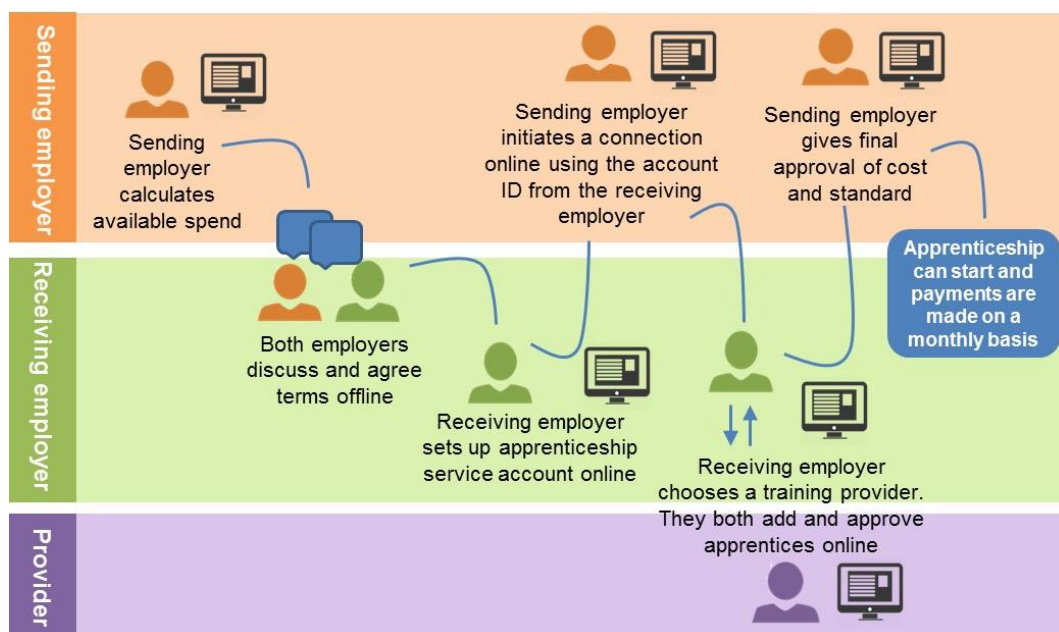 Sending employer
Sending
employer
calculates
available spend
Both employers
discuss and agree
terms offline
Receiving employer
sets up apprenticeship
service account online
Sending employer
initiates a connection
online using the account
ID from the receiving
employer
Receiving employer
chooses a training provider.
They both add and approve
apprentices online
Sending employer
gives final
approval of cost
and standard
Apprenticeship
can start and
payments are
made on a
monthly basis
Receiving employer
Provider